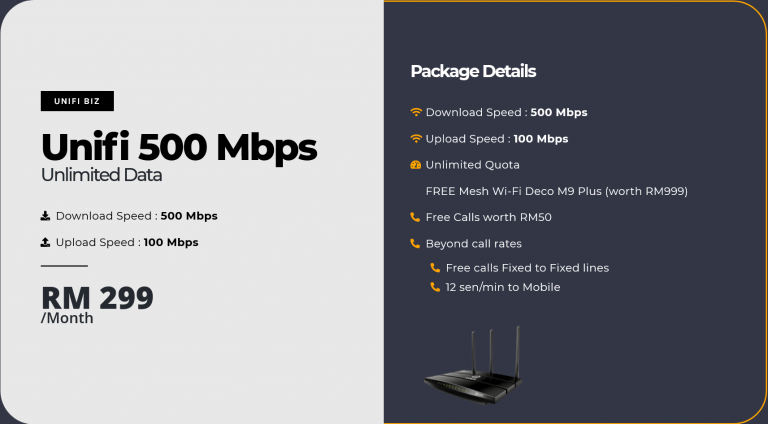 UNIFI BIZ
Unifi 500 Mbps
Unlimited Data
Download Speed : 500 Mbps
Upload Speed : 100 Mbps
RM 299
/Month
Package Details
Download Speed : 500 Mbps
Upload Speed : 100 Mbps
Unlimited Quota
FREE Mesh Wi-Fi Deco M9 Plus (worth RM999)
Free Calls worth RM50
Beyond call rates
Free calls Fixed to Fixed lines
12 sen/min to Mobile